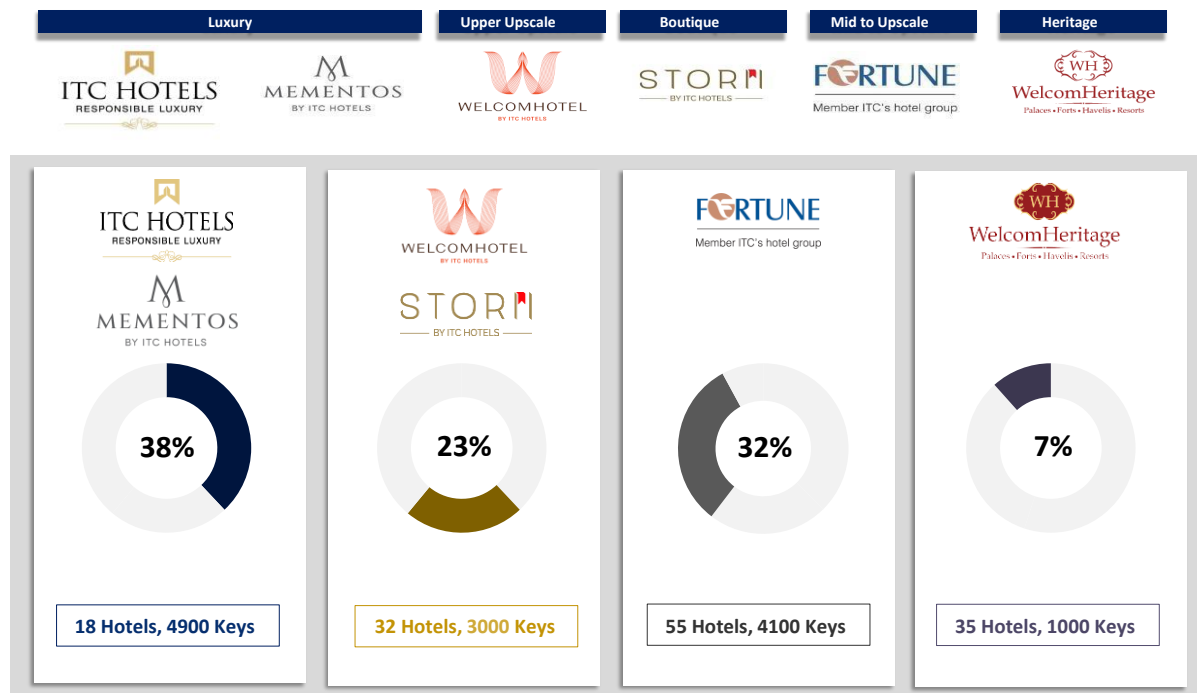 Luxury
Upper Upscale
Boutique
Mid to Upscale
Heritage
ITC HOTELS
RESPONSIBLE LUXURY
MEMENTOS
BY ITC HOTELS
WELCOMHOTEL
BY ITC HOTELS
STORII
BY ITC HOTELS
FORTUNE
Member ITC's hotel group
WH
WelcomHeritage
Palaces • Forts • Havelis • Resorts
ITC HOTELS
RESPONSIBLE LUXURY
M
MEMENTOS
BY ITC HOTELS
38%
18 Hotels, 4900 Keys
W
WELCOMHOTEL
BY ITC HOTELS
STORII
BY ITC HOTELS
23%
32 Hotels, 3000 Keys
FORTUNE
Member ITC's hotel group
32%
55 Hotels, 4100 Keys
WH
WelcomHeritage
Palaces • Forts • Havelis • Resorts
7%
35 Hotels, 1000 Keys